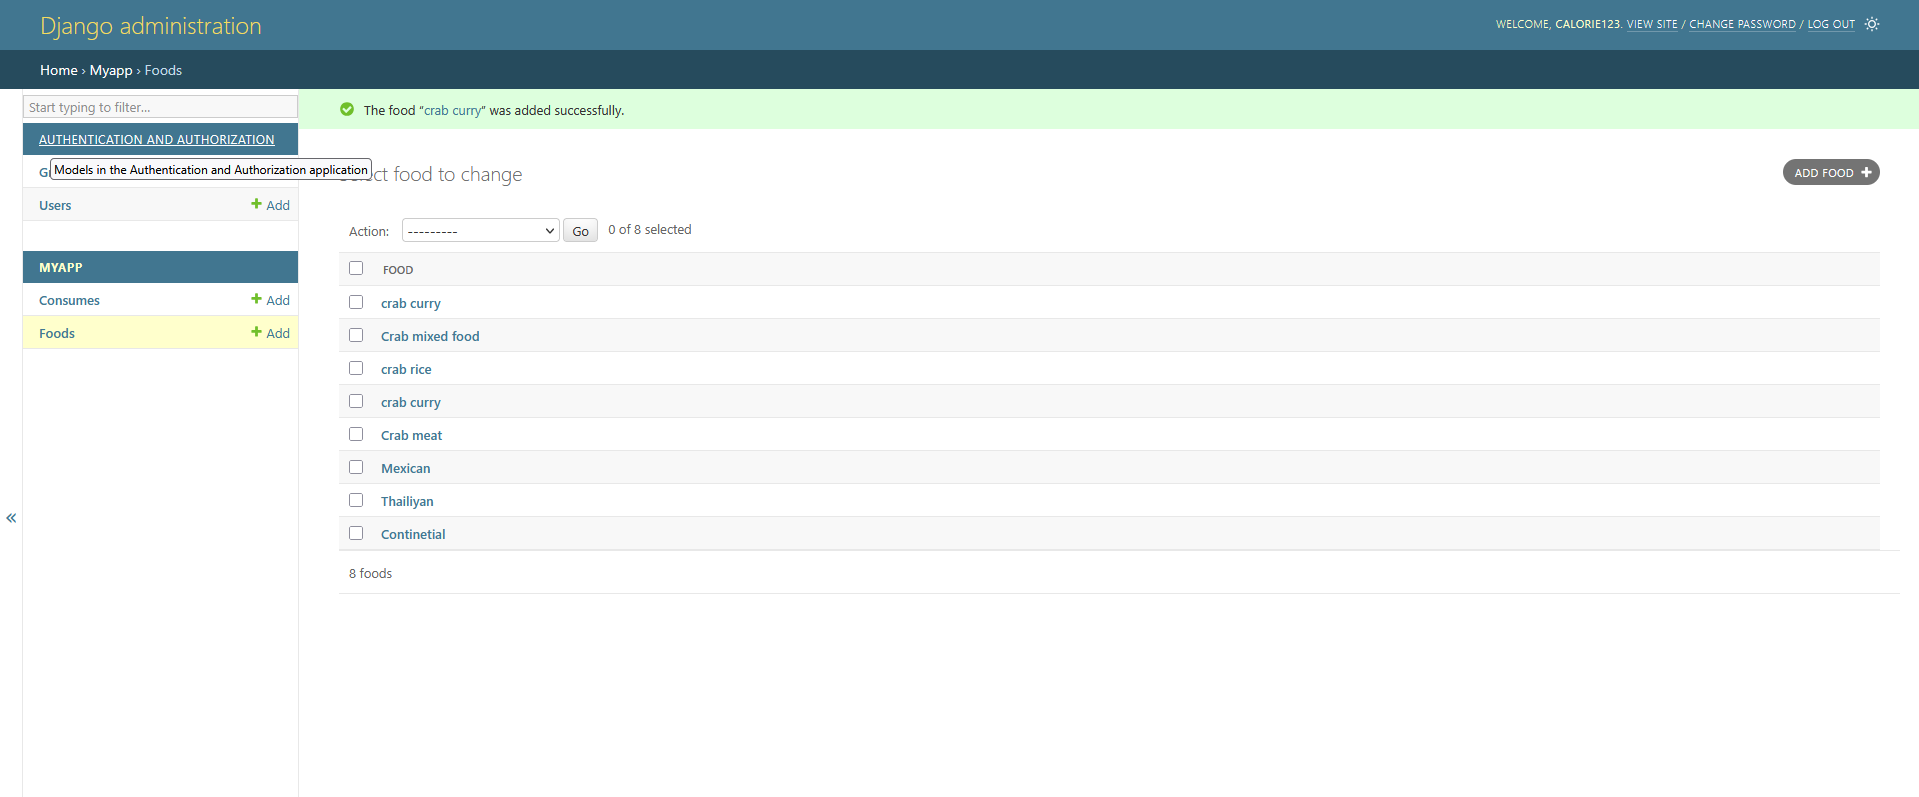 Django administration
WELCOME, CALORIE123. VIEW SITE / CHANGE PASSWORD / LOG OUT
Home › Myapp › Foods
Start typing to filter...
The food “crab curry” was added successfully.
AUTHENTICATION AND AUTHORIZATION
Models in the Authentication and Authorization application
food to change
ADD FOOD
Users
Add
Action:
---------
Go
0 of 8 selected
MYAPP
FOOD
Consumes
Add
Foods
Add
crab curry
Crab mixed food
crab rice
crab curry
Crab meat
Mexican
Thailiyan
Continetial
8 foods